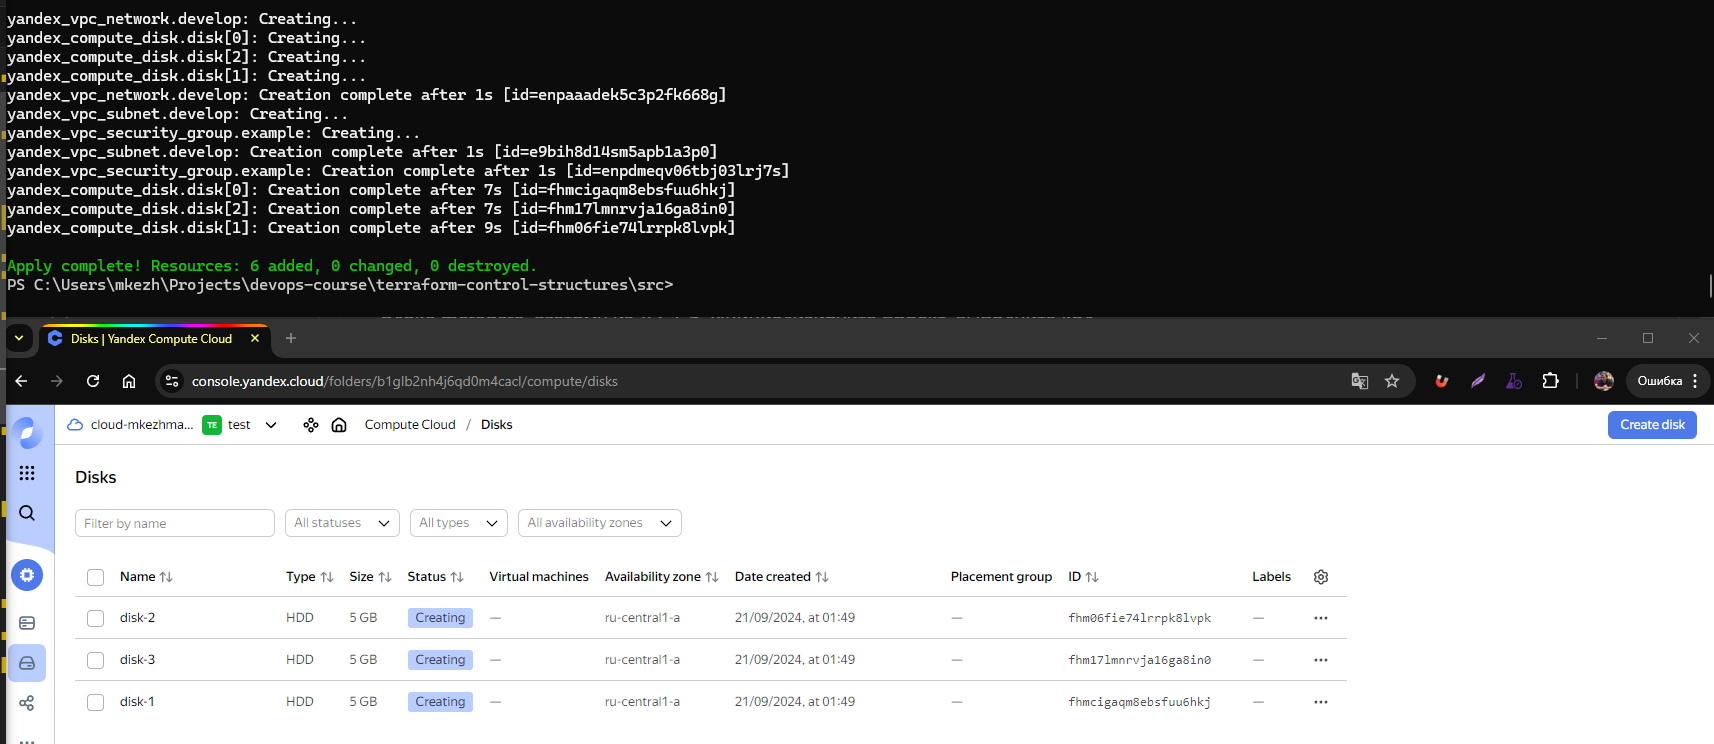 yandex_vpc_network.develop: Creating...
yandex_compute_disk.disk[0]: Creating...
yandex_compute_disk.disk[2]: Creating...
yandex_compute_disk.disk[1]: Creating...
yandex_vpc_network.develop: Creation complete after 1s [id=enpaaadek5c3p2fk668g]
yandex_vpc_subnet.develop: Creating...
yandex_vpc_security_group.example: Creating...
yandex_vpc_subnet.develop: Creation complete after 1s [id=e9bih8d14sm5apb1a3p0]
yandex_vpc_security_group.example: Creation complete after 1s [id=enpdmeqv06tbj03lrj7s]
yandex_compute_disk.disk[0]: Creation complete after 7s [id=fhmcigaqm8ebsfuu6hkj]
yandex_compute_disk.disk[2]: Creation complete after 7s [id=fhm17lmnrvja16ga8in0]
yandex_compute_disk.disk[1]: Creation complete after 9s [id=fhm06fie74lrrpk8lvpk]
Apply complete! Resources: 6 added, 0 changed, 0 destroyed.
PS C:\Users\mkezh\Projects\devops-course\terraform-control-structures\src>
Disks | Yandex Compute Cloud
console.yandex.cloud/folders/b1glb2nh4j6qd0m4cacl/compute/disks
Ошибка
cloud-mkezhma... TE test Compute Cloud / Disks Create disk
Disks
Filter by name All statuses All types All availability zones
Name Type Size Status Virtual machines Availability zone Date created Placement group ID Labels
disk-2 HDD 5 GB Creating — ru-central1-a 21/09/2024, at 01:49 — fhm06fie74lrrpk8lvpk —
disk-3 HDD 5 GB Creating — ru-central1-a 21/09/2024, at 01:49 — fhm17lmnrvja16ga8in0 —
disk-1 HDD 5 GB Creating — ru-central1-a 21/09/2024, at 01:49 — fhmcigaqm8ebsfuu6hkj —